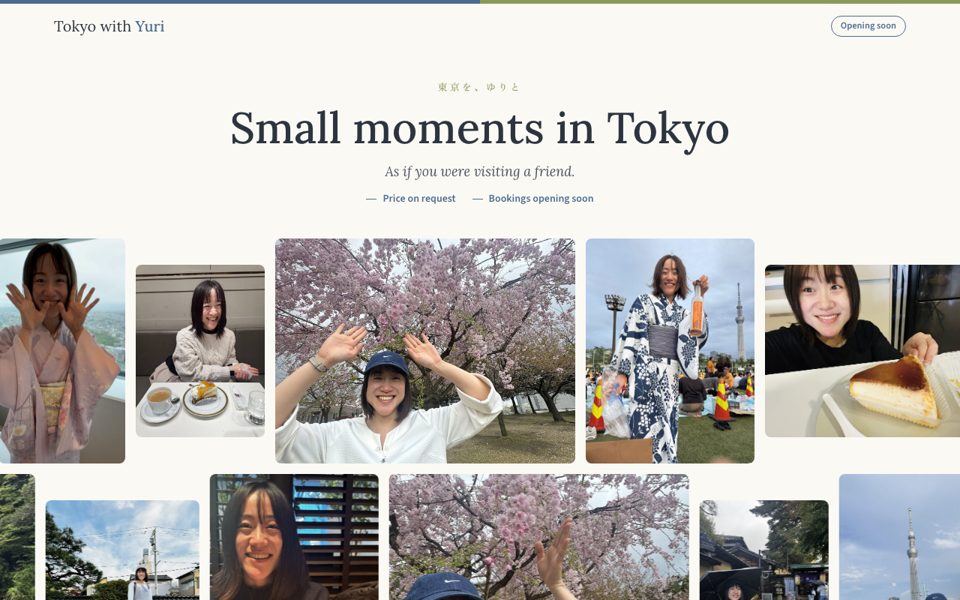 Tokyo with Yuri
Opening soon
東京を、ゆりと
Small moments in Tokyo
As if you were visiting a friend.
— Price on request — Bookings opening soon